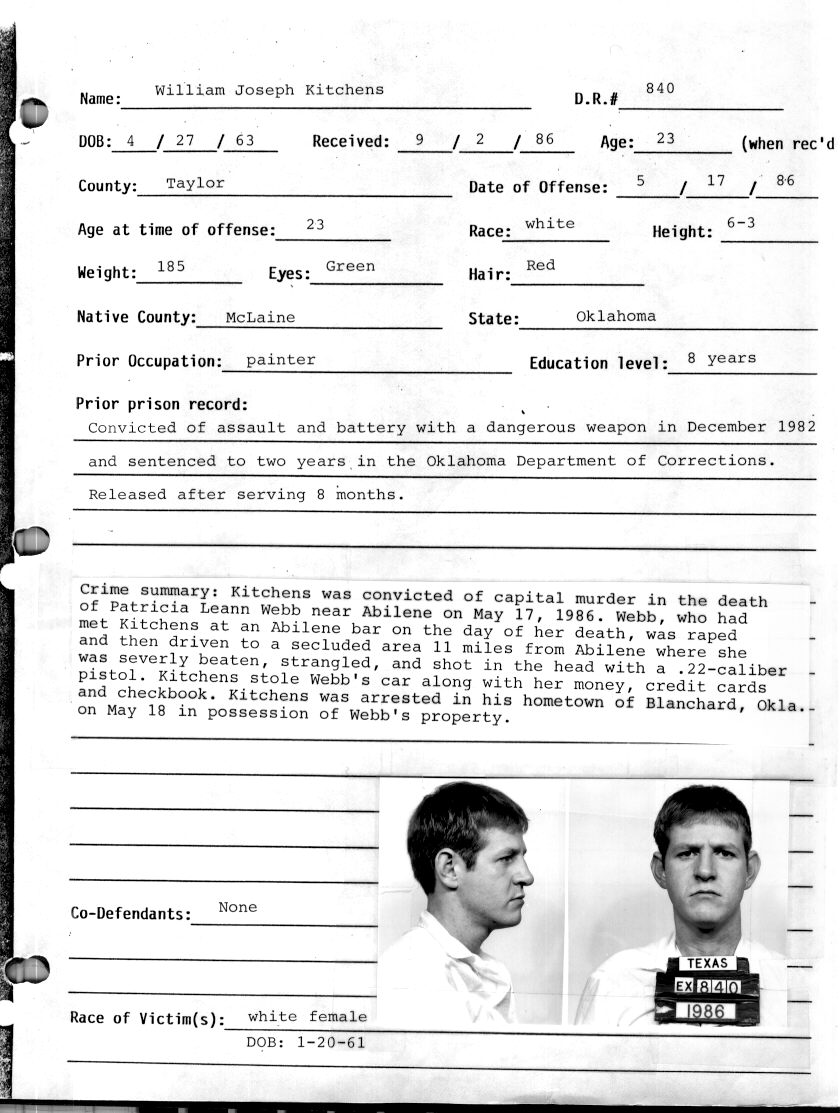 Name: William Joseph Kitchens D.R.# 840
DOB: 4 / 27 / 63 Received: 9 / 2 / 86 Age: 23 (when rec'd
County: Taylor Date of Offense: 5 / 17 / 86
Age at time of offense: 23 Race: white Height: 6-3
Weight: 185 Eyes: Green Hair: Red
Native County: McLaine State: Oklahoma
Prior Occupation: painter Education level: 8 years
Prior prison record:
Convicted of assault and battery with a dangerous weapon in December 1982
and sentenced to two years in the Oklahoma Department of Corrections.
Released after serving 8 months.
Crime summary: Kitchens was convicted of capital murder in the death
of Patricia Leann Webb near Abilene on May 17, 1986. Webb, who had
met Kitchens at an Abilene bar on the day of her death, was raped
and then driven to a secluded area 11 miles from Abilene where she
was severly beaten, strangled, and shot in the head with a .22-caliber
pistol. Kitchens stole Webb's car along with her money, credit cards
and checkbook. Kitchens was arrested in his hometown of Blanchard, Okla.
on May 18 in possession of Webb's property.
Co-Defendants: None
TEXAS
EX 840
1986
Race of Victim(s): white female
DOB: 1-20-61